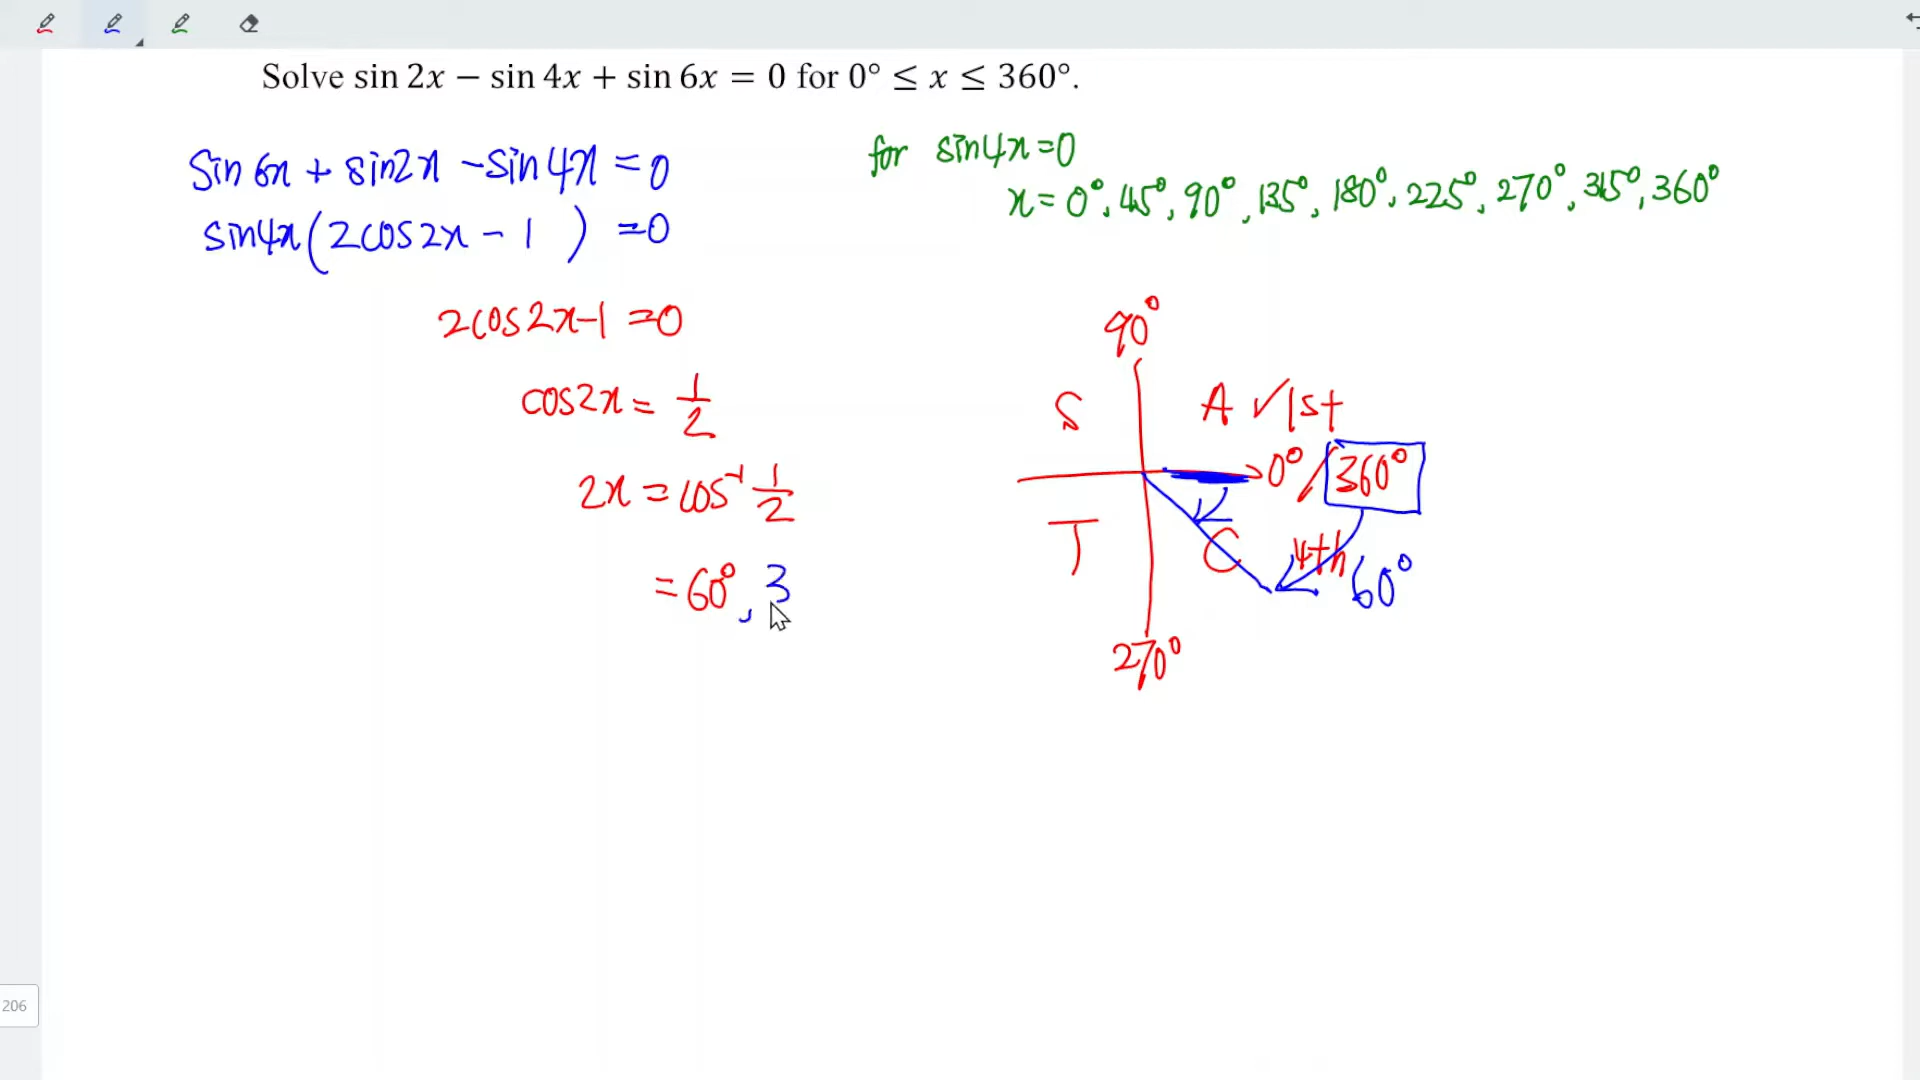 Solve sin 2x − sin 4x + sin 6x = 0 for 0° ≤ x ≤ 360°.
sin 6x + sin2x − sin 4x = 0
sin4x (2cos2x − 1 ) = 0
for sin4x = 0
x = 0°, 45°, 90°, 135°, 180°, 225°, 270°, 315°, 360°
2cos2x−1 = 0
cos2x = 1/2
2x = cos⁻¹ 1/2
= 60°, 3
90°
S A ✓ 1st
0° / 360°
T C 4th 60°
270°
206